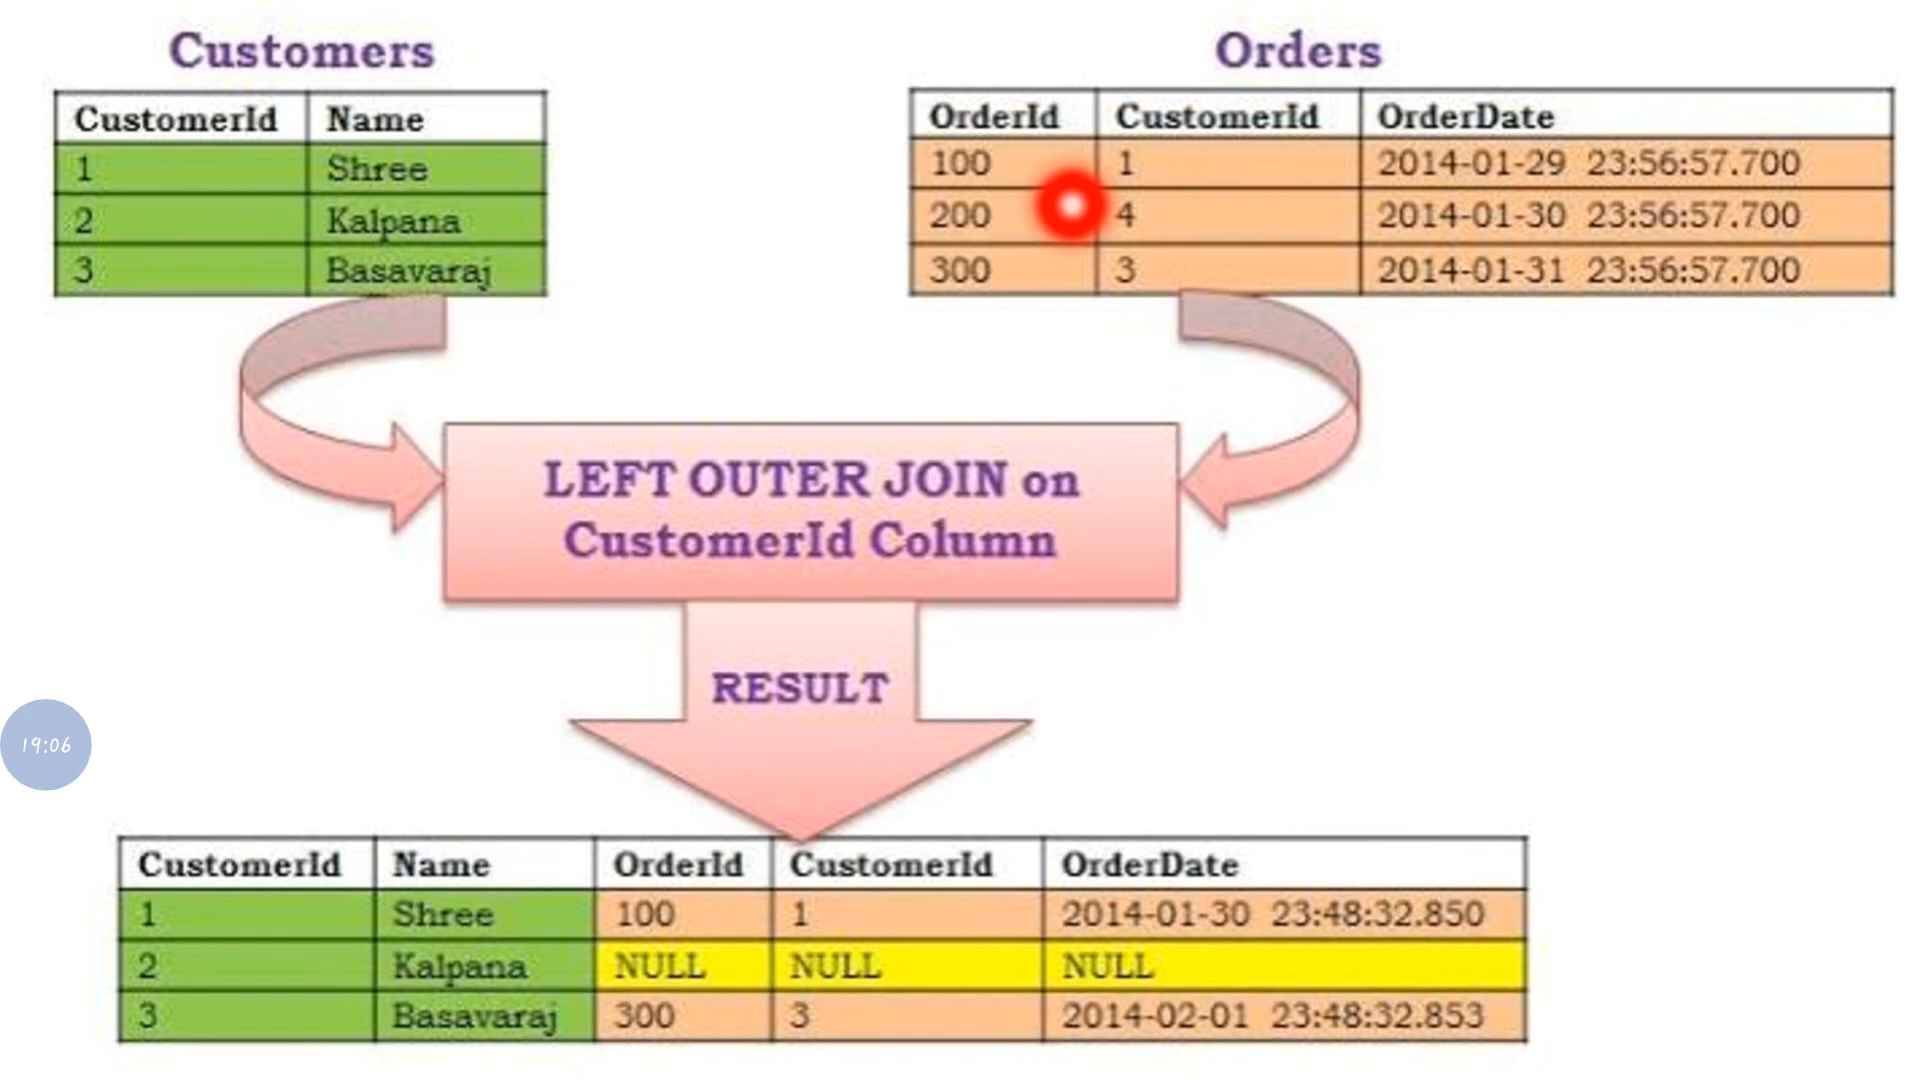 Customers
CustomerId Name
1 Shree
2 Kalpana
3 Basavaraj
Orders
OrderId CustomerId OrderDate
100 1 2014-01-29 23:56:57.700
200 4 2014-01-30 23:56:57.700
300 3 2014-01-31 23:56:57.700
LEFT OUTER JOIN on
CustomerId Column
RESULT
19:06
CustomerId Name OrderId CustomerId OrderDate
1 Shree 100 1 2014-01-30 23:48:32.850
2 Kalpana NULL NULL NULL
3 Basavaraj 300 3 2014-02-01 23:48:32.853